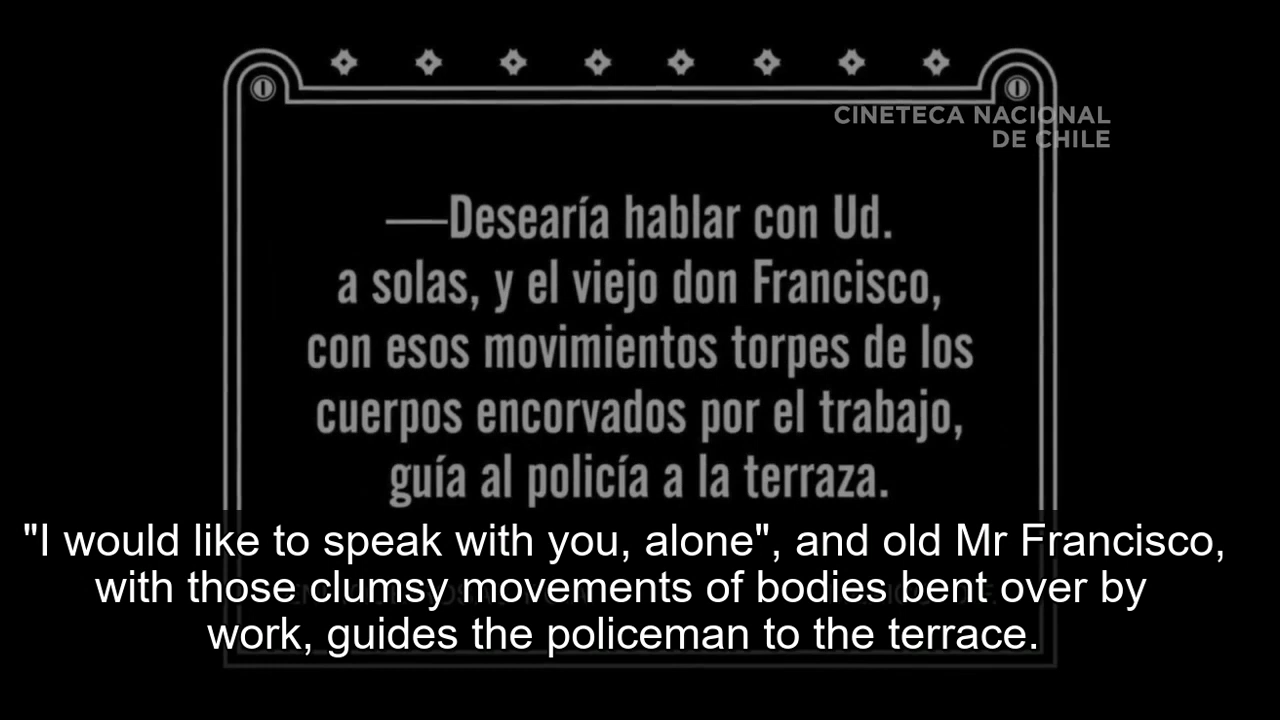 CINETECA NACIONAL
DE CHILE
—Desearía hablar con Ud.
a solas, y el viejo don Francisco,
con esos movimientos torpes de los
cuerpos encorvados por el trabajo,
guía al policía a la terraza.
"I would like to speak with you, alone", and old Mr Francisco,
with those clumsy movements of bodies bent over by
work, guides the policeman to the terrace.